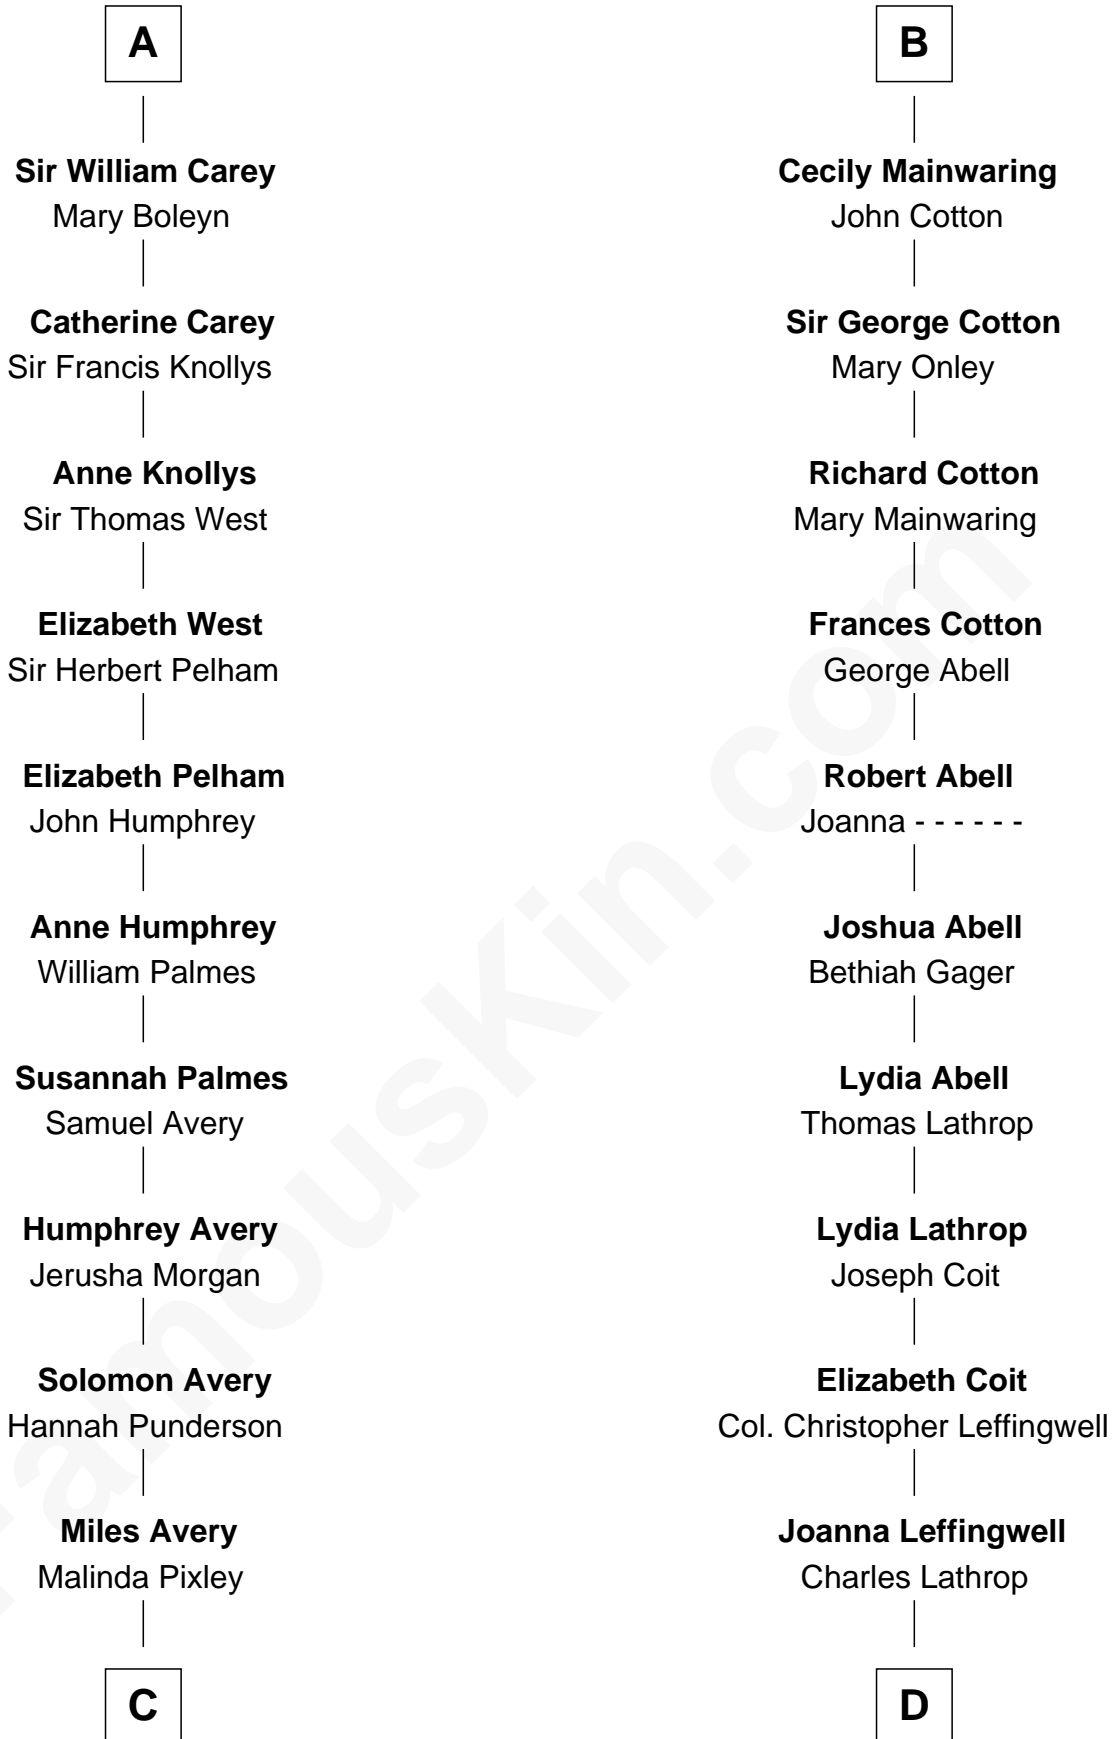 A
Sir William Carey
Mary Boleyn
Catherine Carey
Sir Francis Knollys
Anne Knollys
Sir Thomas West
Elizabeth West
Sir Herbert Pelham
Elizabeth Pelham
John Humphrey
Anne Humphrey
William Palmes
Susannah Palmes
Samuel Avery
Humphrey Avery
Jerusha Morgan
Solomon Avery
Hannah Punderson
Miles Avery
Malinda Pixley
C
B
Cecily Mainwaring
John Cotton
Sir George Cotton
Mary Onley
Richard Cotton
Mary Mainwaring
Frances Cotton
George Abell
Robert Abell
Joanna - - - - - -
Joshua Abell
Bethiah Gager
Lydia Abell
Thomas Lathrop
Lydia Lathrop
Joseph Coit
Elizabeth Coit
Col. Christopher Leffingwell
Joanna Leffingwell
Charles Lathrop
D
FamousKin.com